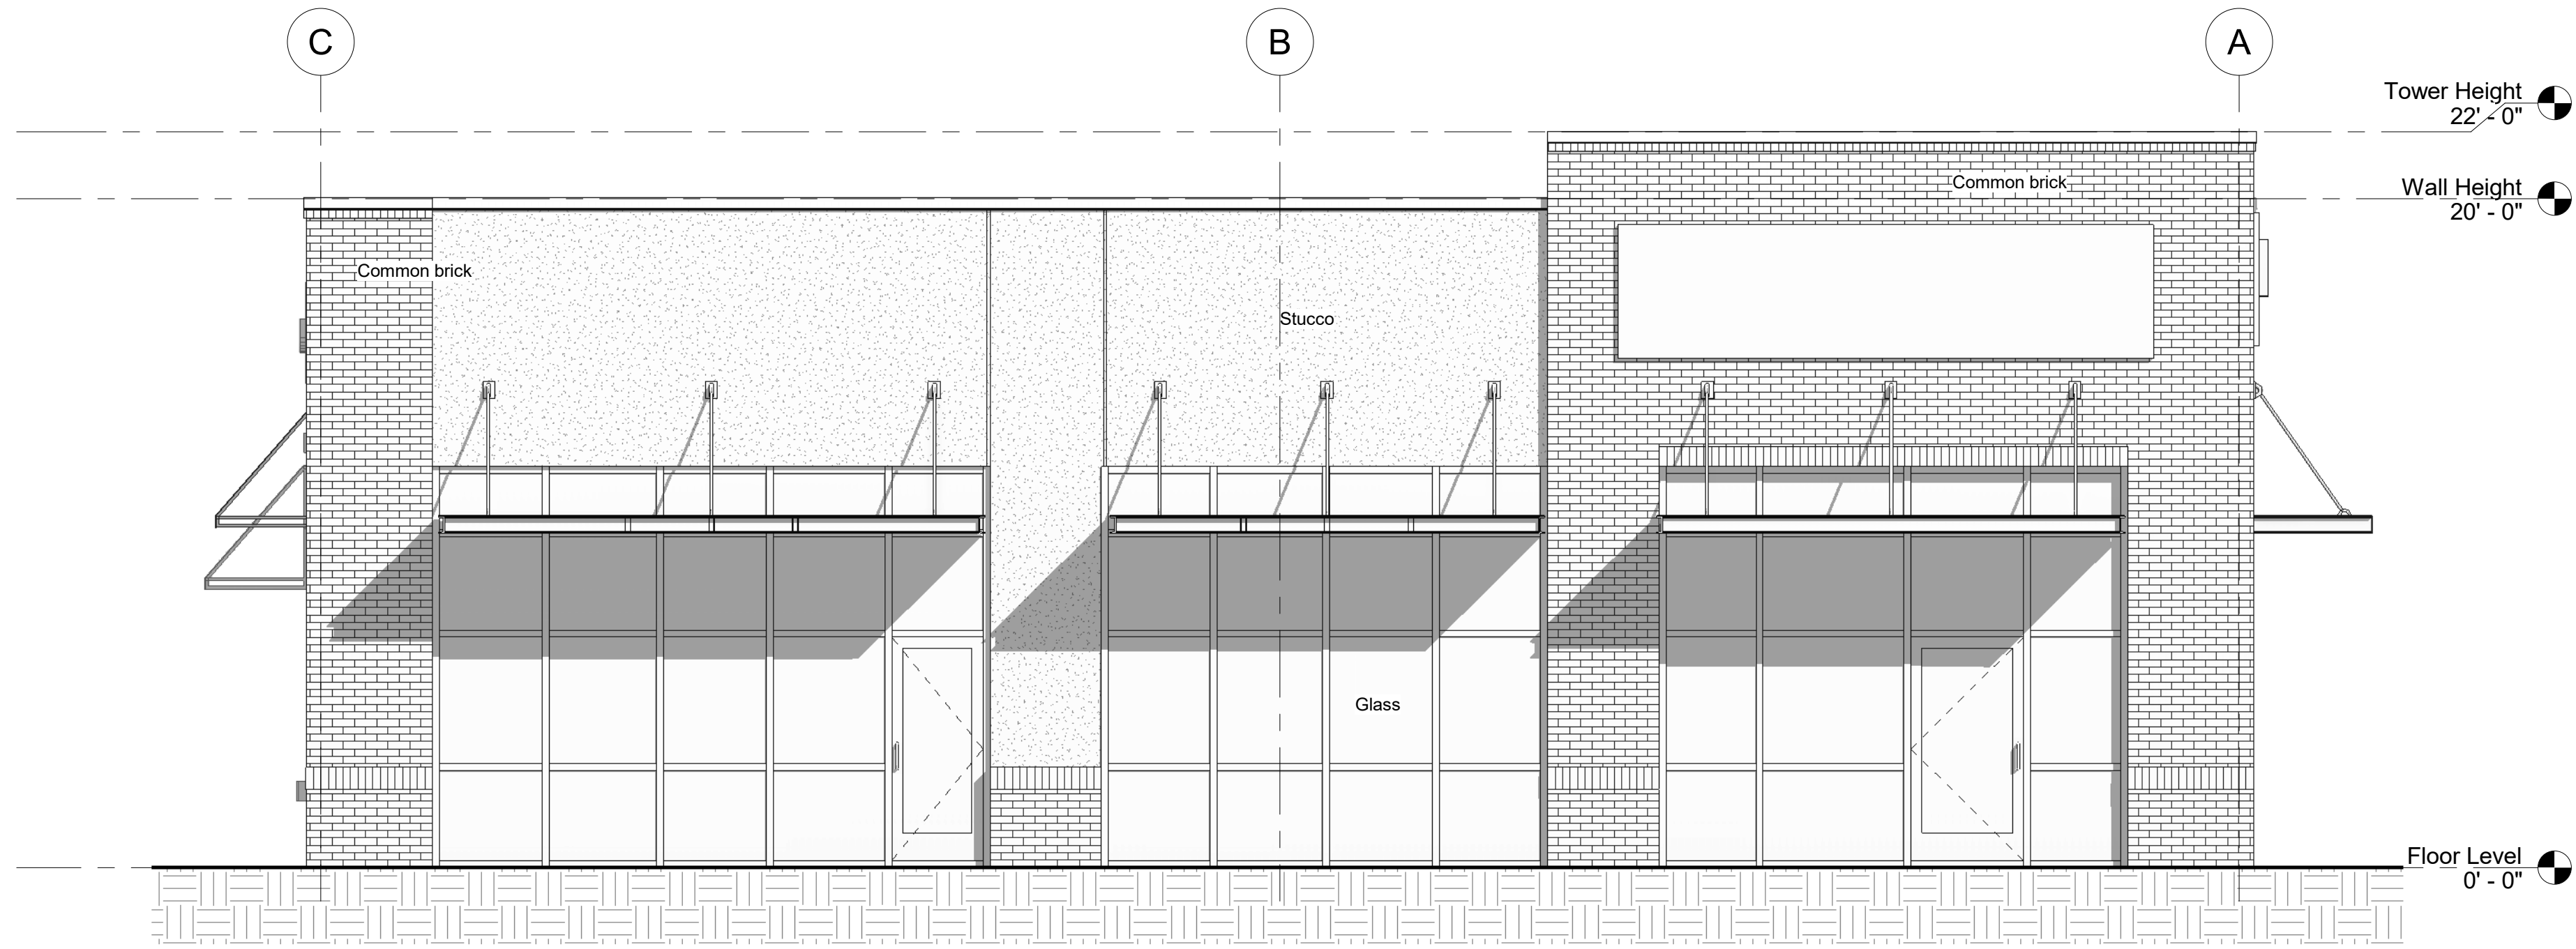 C
B
A
Tower Height
22' - 0"
Common brick
Wall Height
20' - 0"
Common brick
Stucco
Glass
Floor Level
0' - 0"